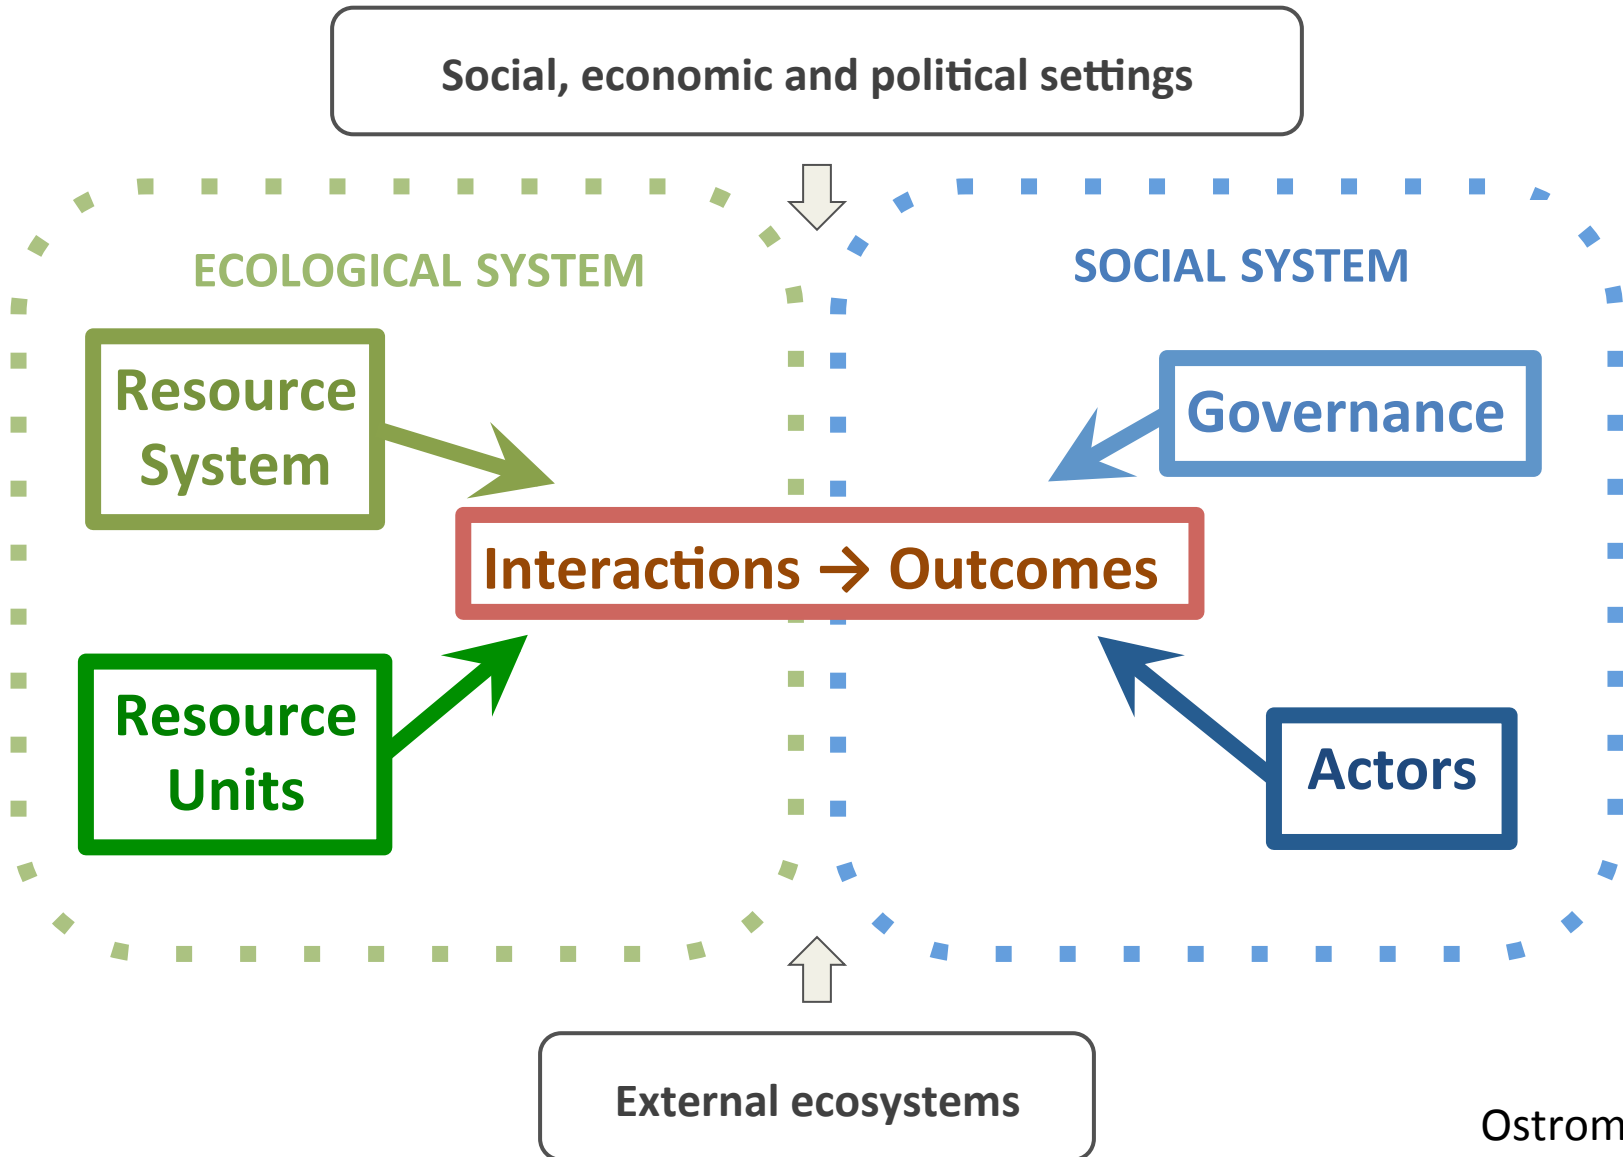 Social, economic and political settings
ECOLOGICAL SYSTEM
SOCIAL SYSTEM
Resource
System
Governance
Interactions → Outcomes
Resource
Units
Actors
External ecosystems
Ostrom